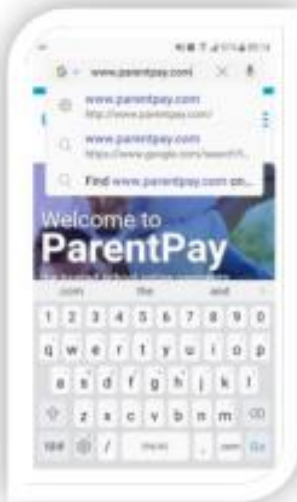 www.parentpay.com
www.parentpay.com
http://www.parentpay.com/
www.parentpay.com
Find www.parentpay.com on...
Welcome to
ParentPay
com the and
1 2 3 4 5 6 7 8 9 0
q w e r t y u i o p
a s d f g h j k l
z x c v b n m
/ , .com Go